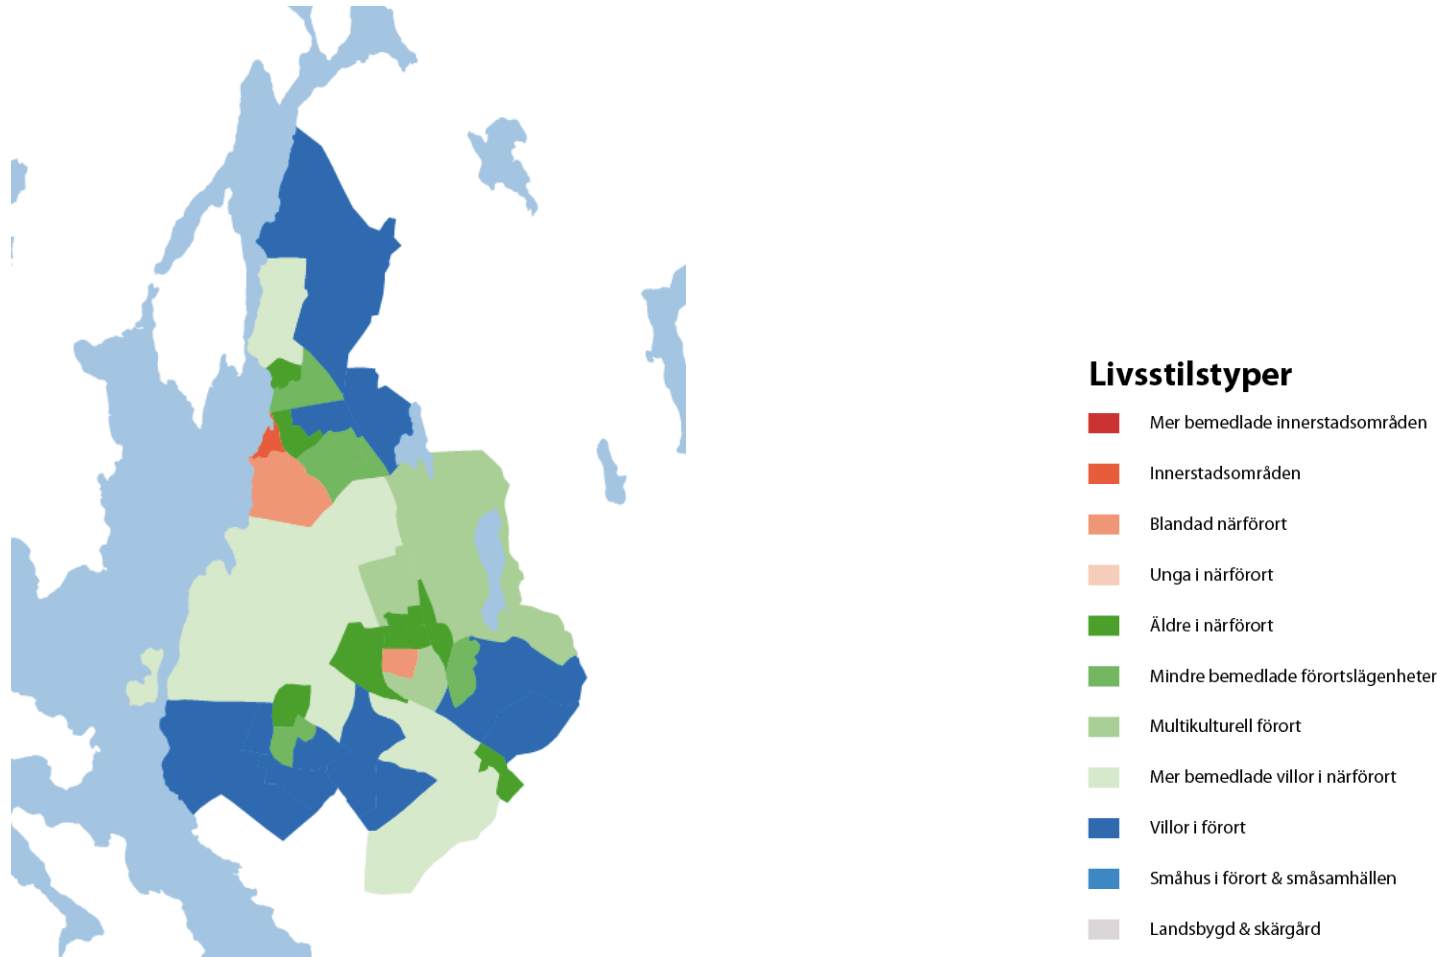 Livsstilstyper
Mer bemedlade innerstadsområden
Innerstadsområden
Blandad närförort
Unga i närförort
Äldre i närförort
Mindre bemedlade förortslägenheter
Multikulturell förort
Mer bemedlade villor i närförort
Villor i förort
Småhus i förort & småsamhällen
Landsbygd & skärgård